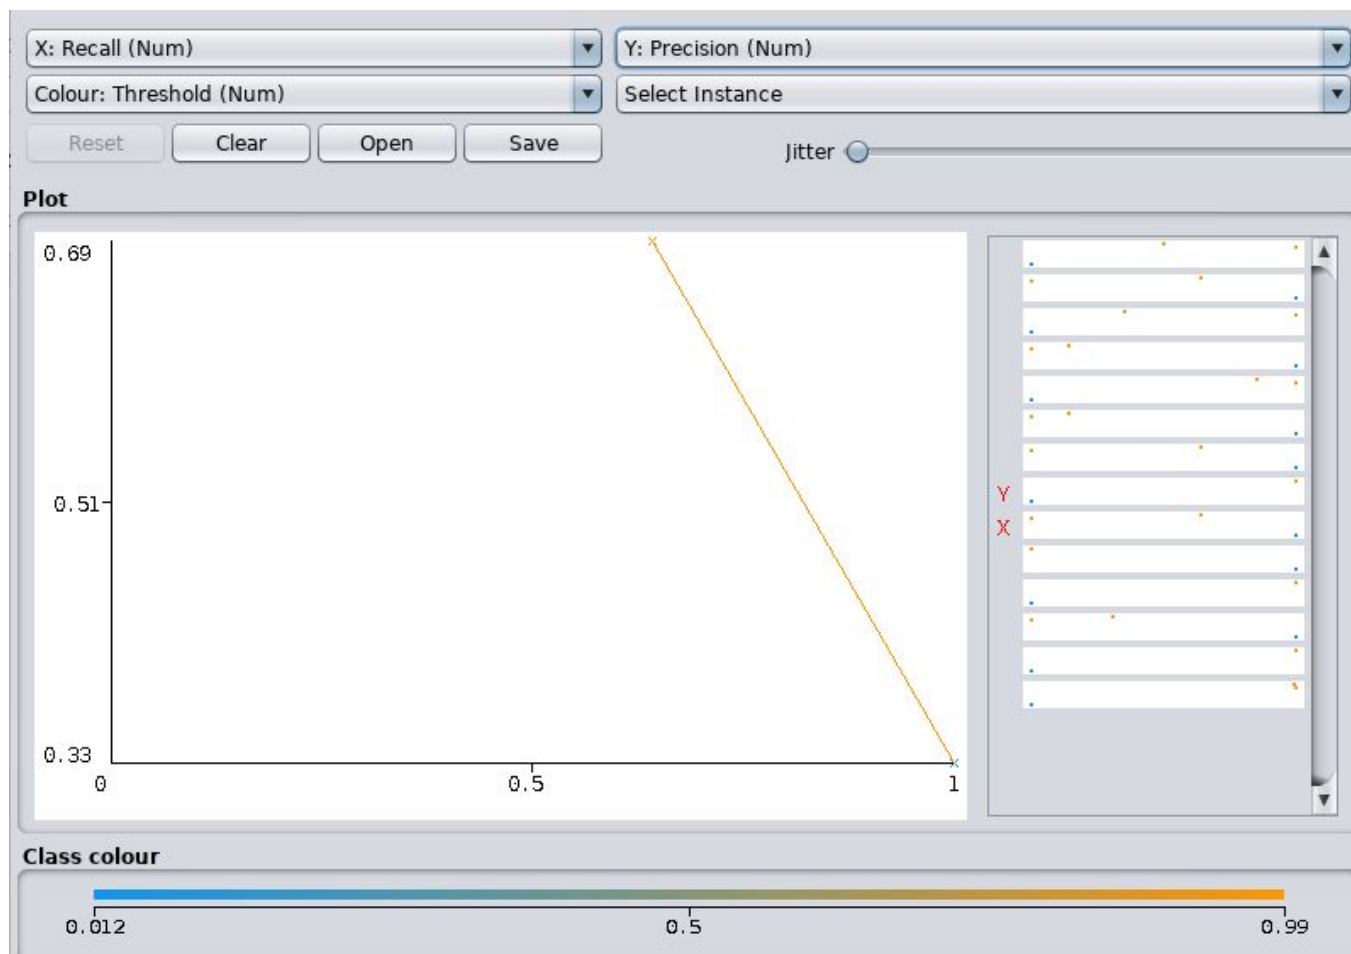 X: Recall (Num) Y: Precision (Num)
Colour: Threshold (Num) Select Instance
Reset Clear Open Save Jitter
Plot
0.69
0.51
0.33
0 0.5 1
Y
X
Class colour
0.012 0.5 0.99